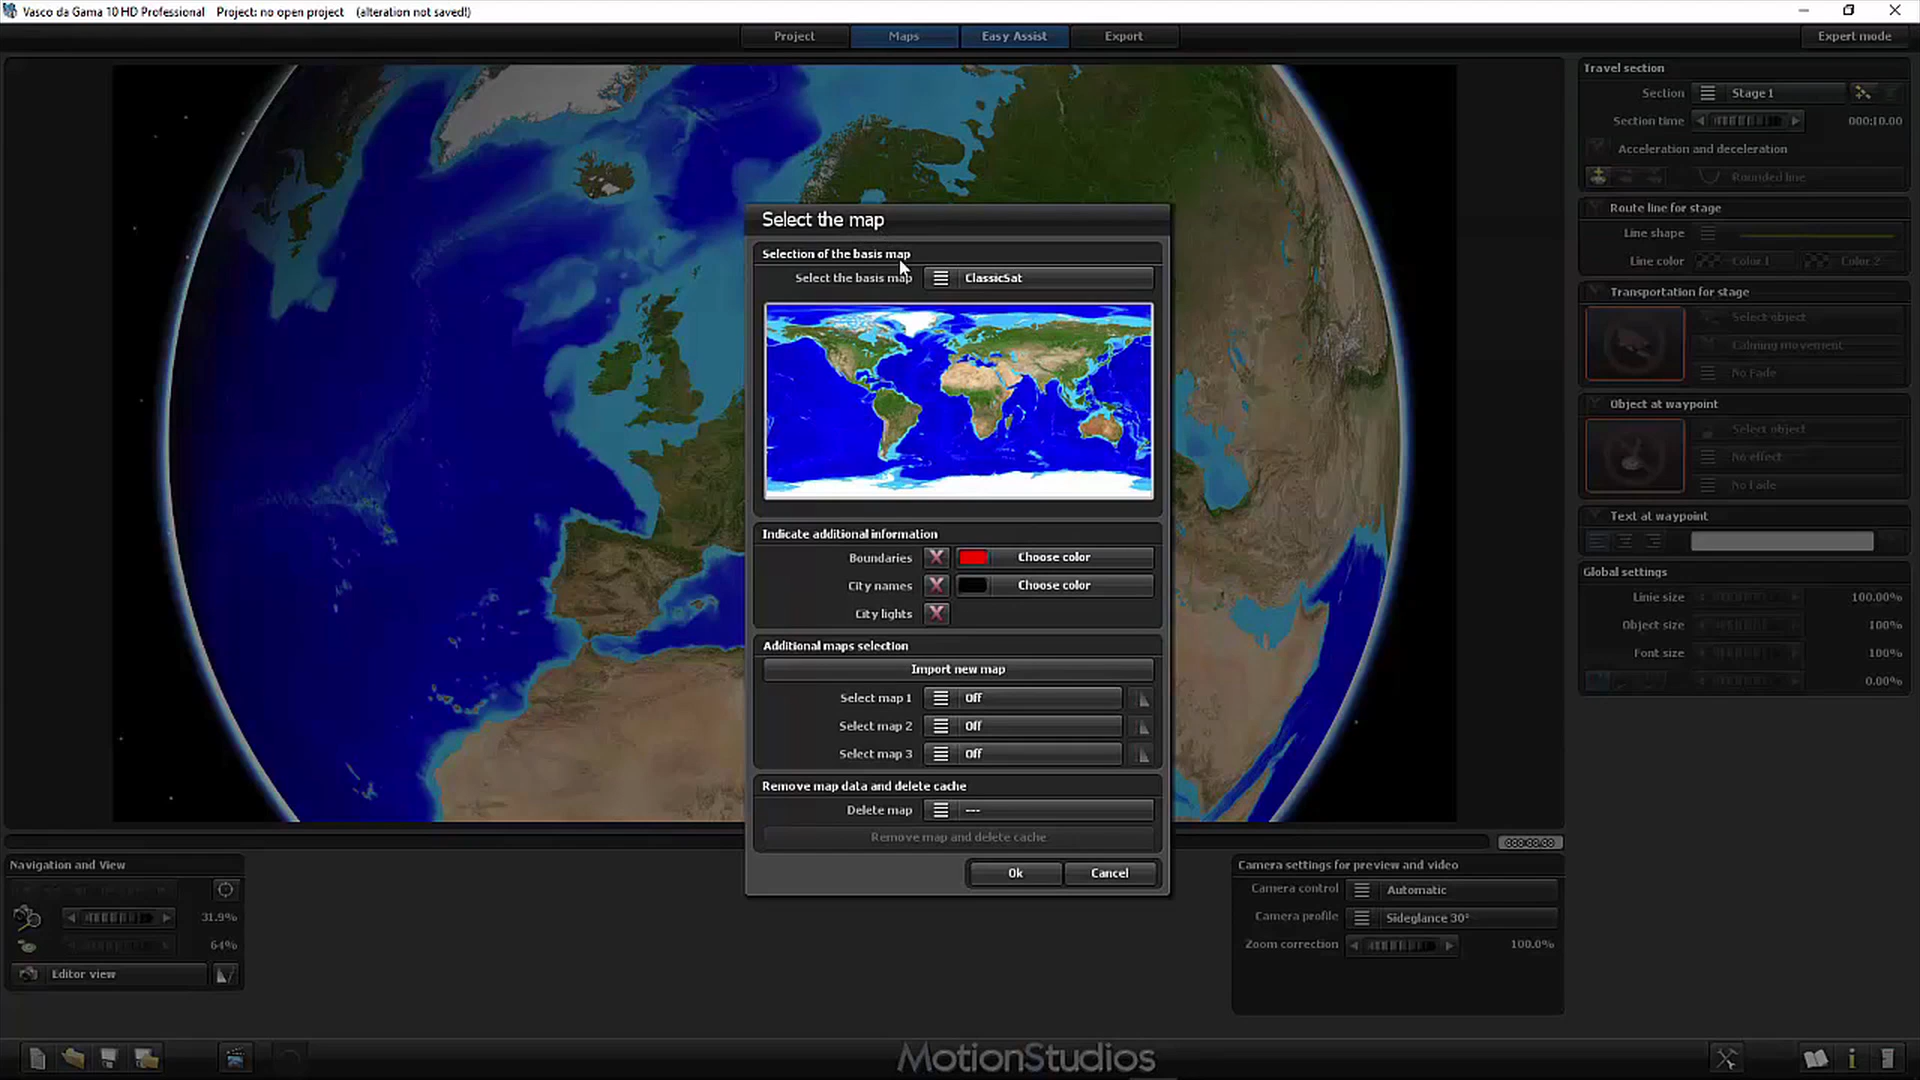 Vasco da Gama 10 HD Professional Project: no open project (alteration not saved!)
Project Maps Easy Assist Export Expert mode
Travel section
Section Stage 1
Section time 000:10.00
Acceleration and deceleration
Rounded line
Route line for stage
Line shape
Line color Color 1 Color 2
Transportation for stage
Select object
Calming movement
No Fade
Object at waypoint
Select object
No effect
No Fade
Text at waypoint
Global settings
Linie size 100.00%
Object size 100%
Font size 100%
0.00%
Select the map
Selection of the basis map
Select the basis map ClassicSat
Indicate additional information
Boundaries Choose color
City names Choose color
City lights
Additional maps selection
Import new map
Select map 1 Off
Select map 2 Off
Select map 3 Off
Remove map data and delete cache
Delete map ---
Remove map and delete cache
Ok Cancel
000:00:00
Navigation and View
31.9%
64%
Editor view
Camera settings for preview and video
Camera control Automatic
Camera profile Sideglance 30°
Zoom correction 100.0%
MotionStudios